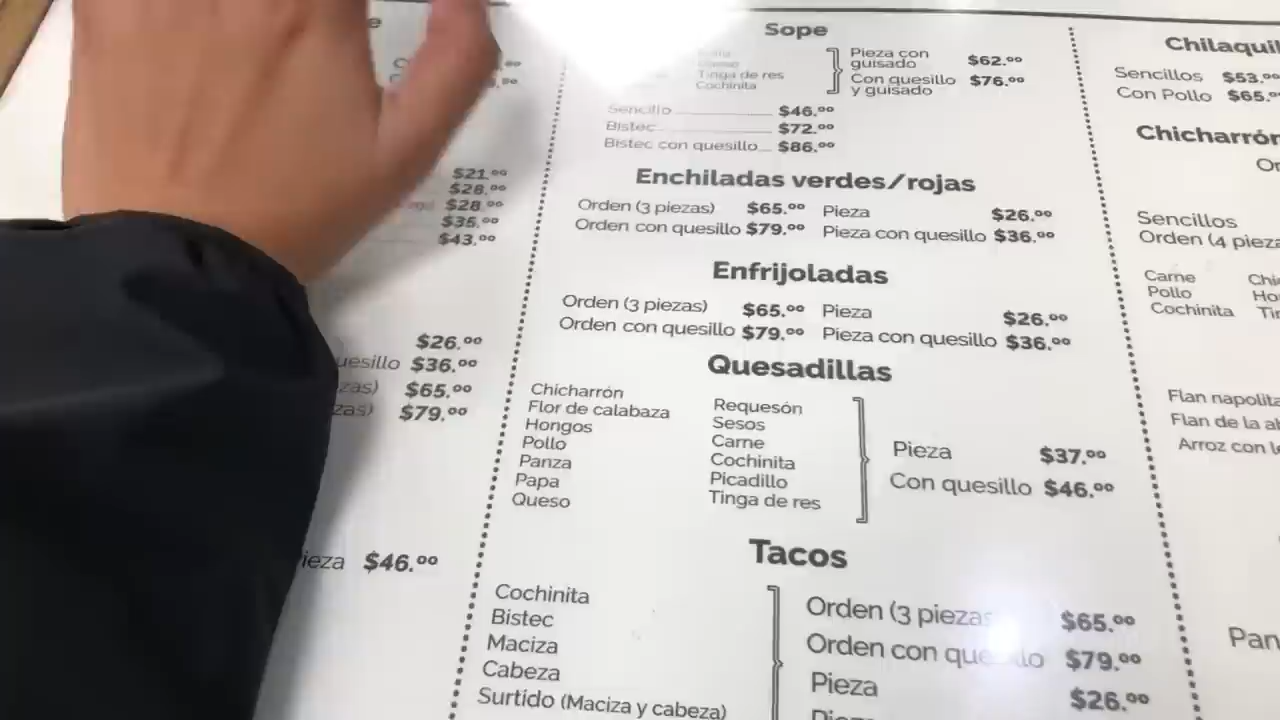 $21.00
$28.00
$28.00
$35.00
$43.00
$26.00
$36.00
$65.00
$79.00
$46.00
Sope
Tinga de res
Cochinita
Pieza con
guisado $62.00
Con quesillo
y guisado $76.00
Sencillo $46.00
Bistec $72.00
Bistec con quesillo $86.00
Enchiladas verdes/rojas
Orden (3 piezas) $65.00 Pieza $26.00
Orden con quesillo $79.00 Pieza con quesillo $36.00
Enfrijoladas
Orden (3 piezas) $65.00 Pieza $26.00
Orden con quesillo $79.00 Pieza con quesillo $36.00
Quesadillas
Chicharrón
Flor de calabaza
Hongos
Pollo
Panza
Papa
Queso
Requesón
Sesos
Carne
Cochinita
Picadillo
Tinga de res
Pieza $37.00
Con quesillo $46.00
Tacos
Cochinita
Bistec
Maciza
Cabeza
Surtido (Maciza y cabeza)
Orden (3 piezas $65.00
Orden con $79.00
Pieza $26.00
Sencillos $53.00
Con Pollo $65.00
Chicharrón
Sencillos
Orden (4
Carne
Pollo
Cochinita
Flan
Flan de la
Arroz con